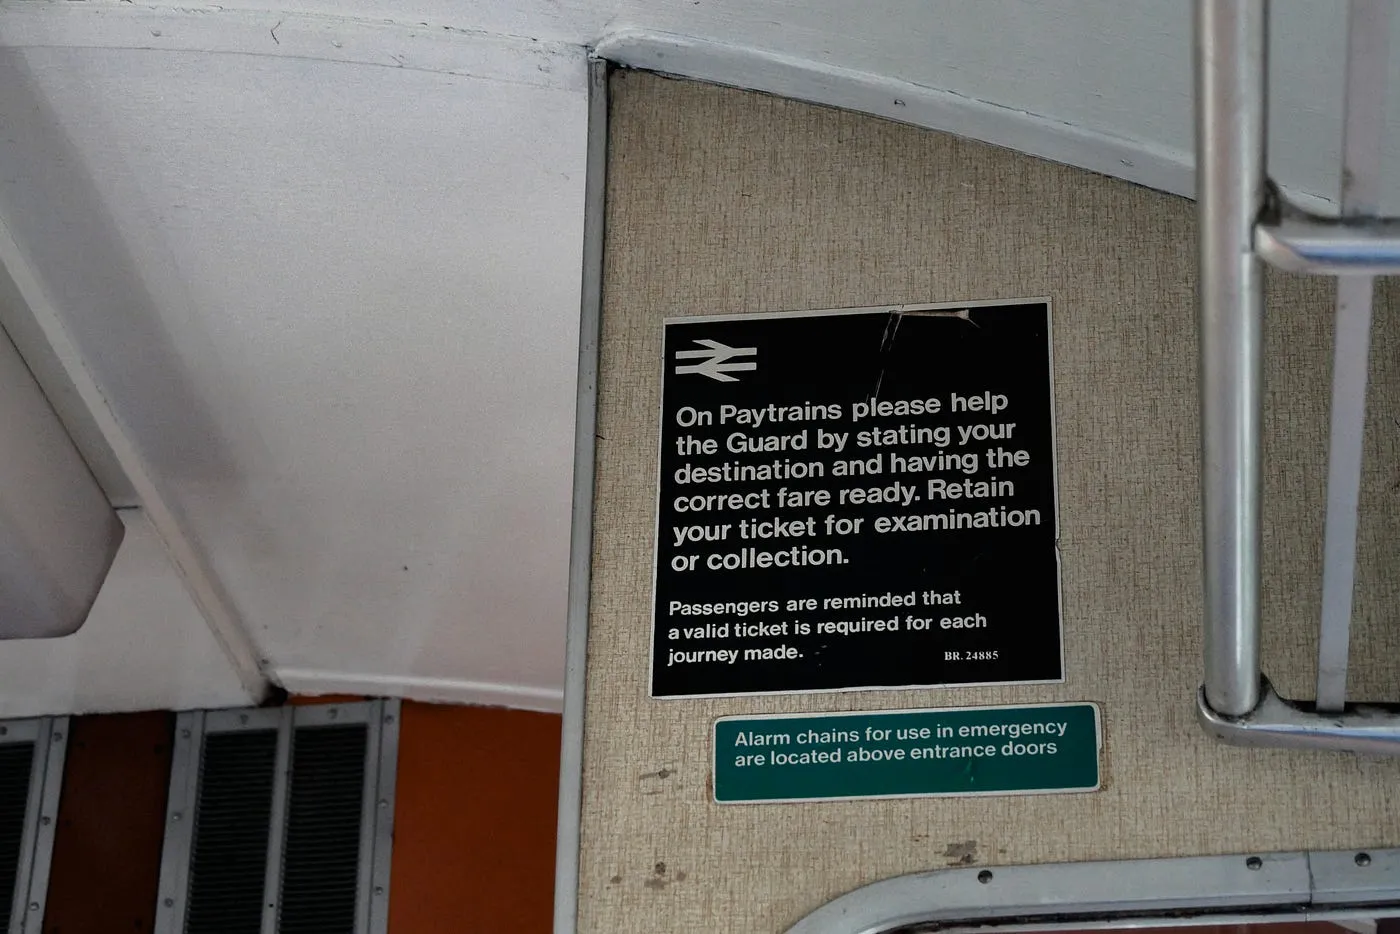 On Paytrains please help
the Guard by stating your
destination and having the
correct fare ready. Retain
your ticket for examination
or collection.
Passengers are reminded that
a valid ticket is required for each
journey made.
BR. 24885
Alarm chains for use in emergency
are located above entrance doors